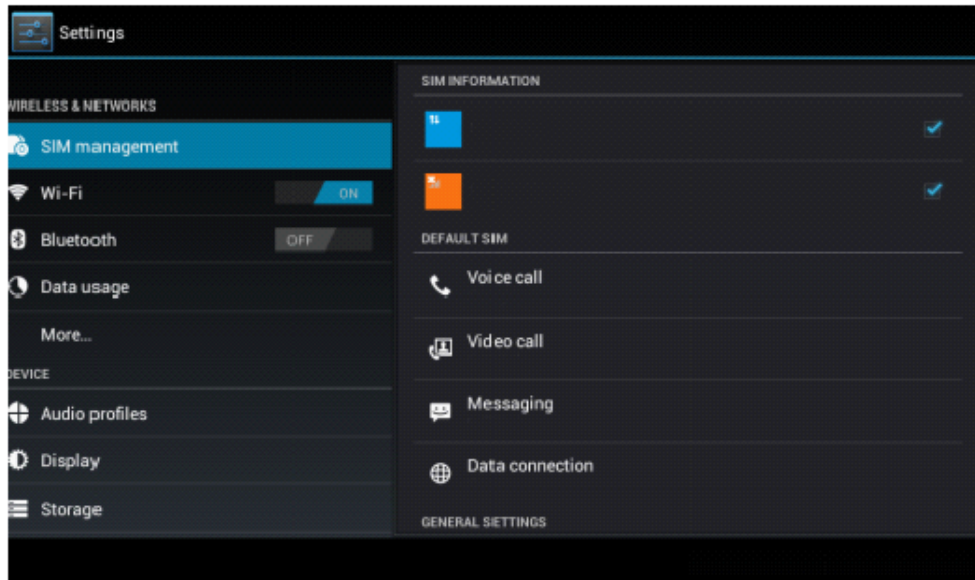 Settings
WIRELESS & NETWORKS
SIM management
Wi-Fi ON
Bluetooth OFF
Data usage
More...
DEVICE
Audio profiles
Display
Storage
SIM INFORMATION
DEFAULT SIM
Voice call
Video call
Messaging
Data connection
GENERAL SETTINGS